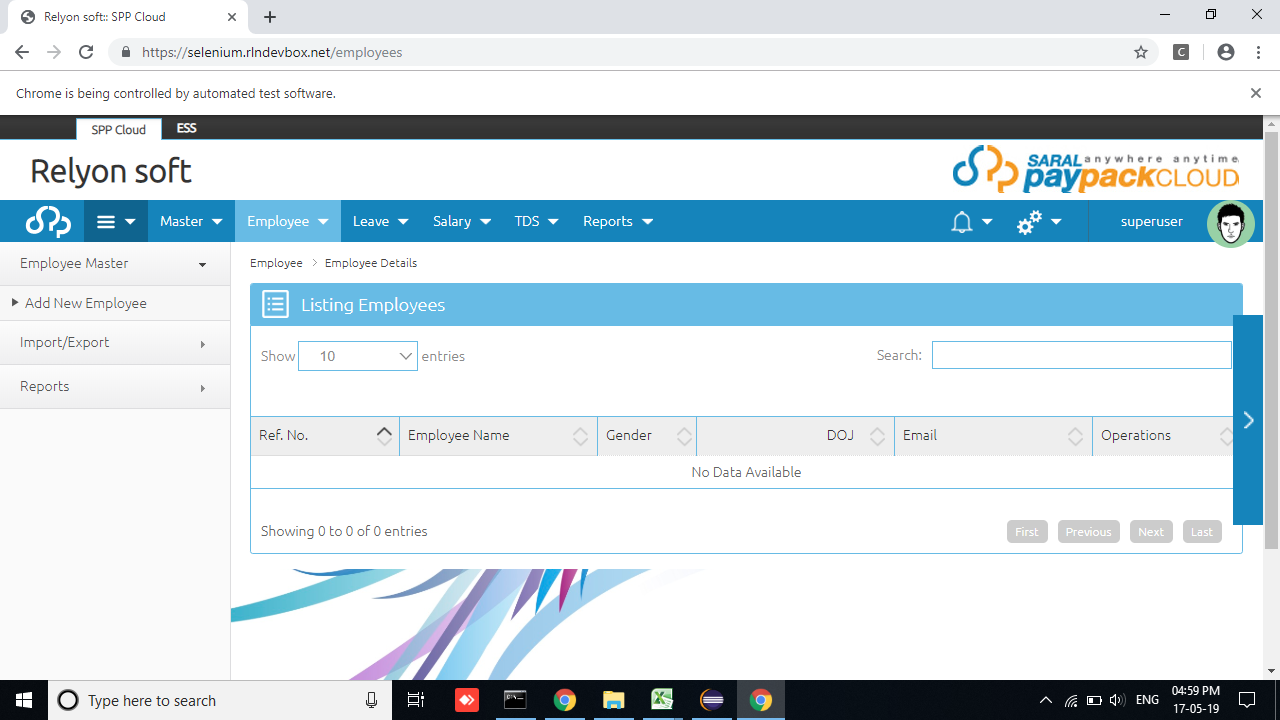 Relyon soft:: SPP Cloud
https://selenium.rlndevbox.net/employees
C
Chrome is being controlled by automated test software.
SPP Cloud ESS
Relyon soft
SARAL anywhere anytime
paypackCLOUD
Master Employee Leave Salary TDS Reports superuser
Employee Master
Add New Employee
Import/Export
Reports
Employee > Employee Details
Listing Employees
Show 10 entries Search:
Ref. No. Employee Name Gender DOJ Email Operations
No Data Available
Showing 0 to 0 of 0 entries First Previous Next Last
Type here to search
ENG
04:59 PM
17-05-19